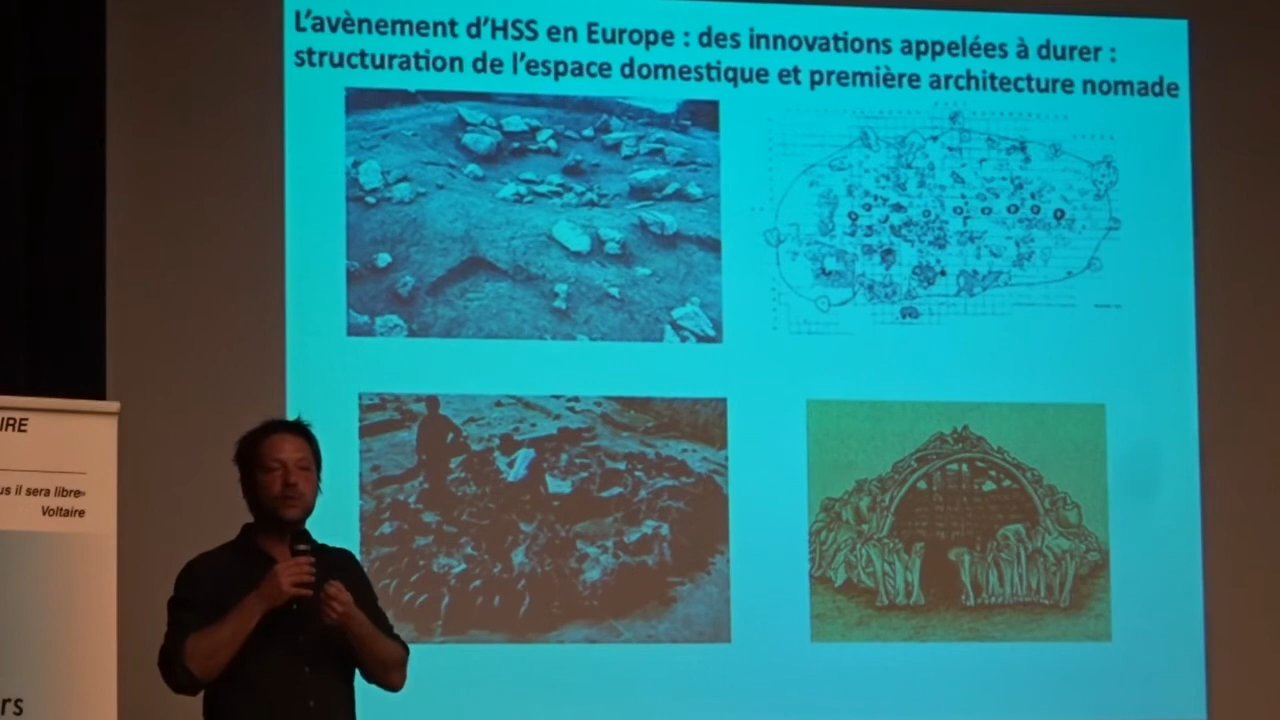 L'avènement d'HSS en Europe : des innovations appelées à durer :
structuration de l'espace domestique et première architecture nomade
IRE
us il sera libre»
Voltaire
rs